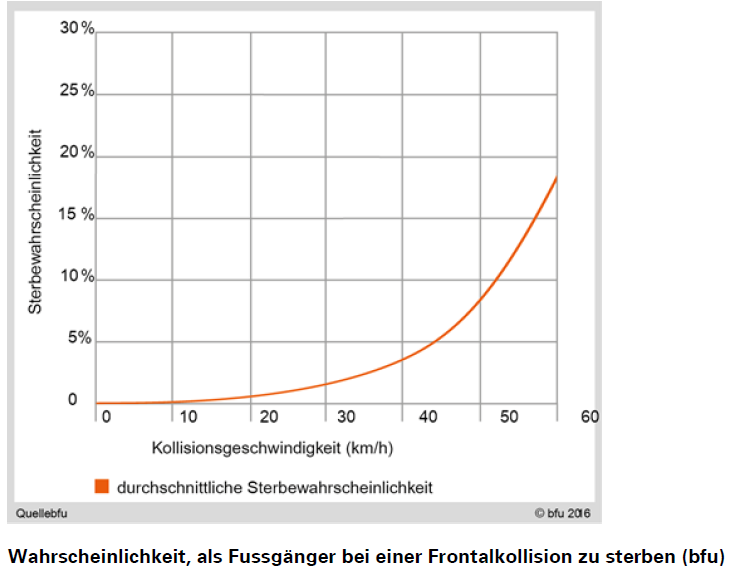 30 %
25 %
20 %
15 %
10 %
5%
0
Sterbewahrscheinlichkeit
0 10 20 30 40 50 60
Kollisionsgeschwindigkeit (km/h)
durchschnittliche Sterbewahrscheinlichkeit
Quellebfu © bfu 2016
Wahrscheinlichkeit, als Fussgänger bei einer Frontalkollision zu sterben (bfu)